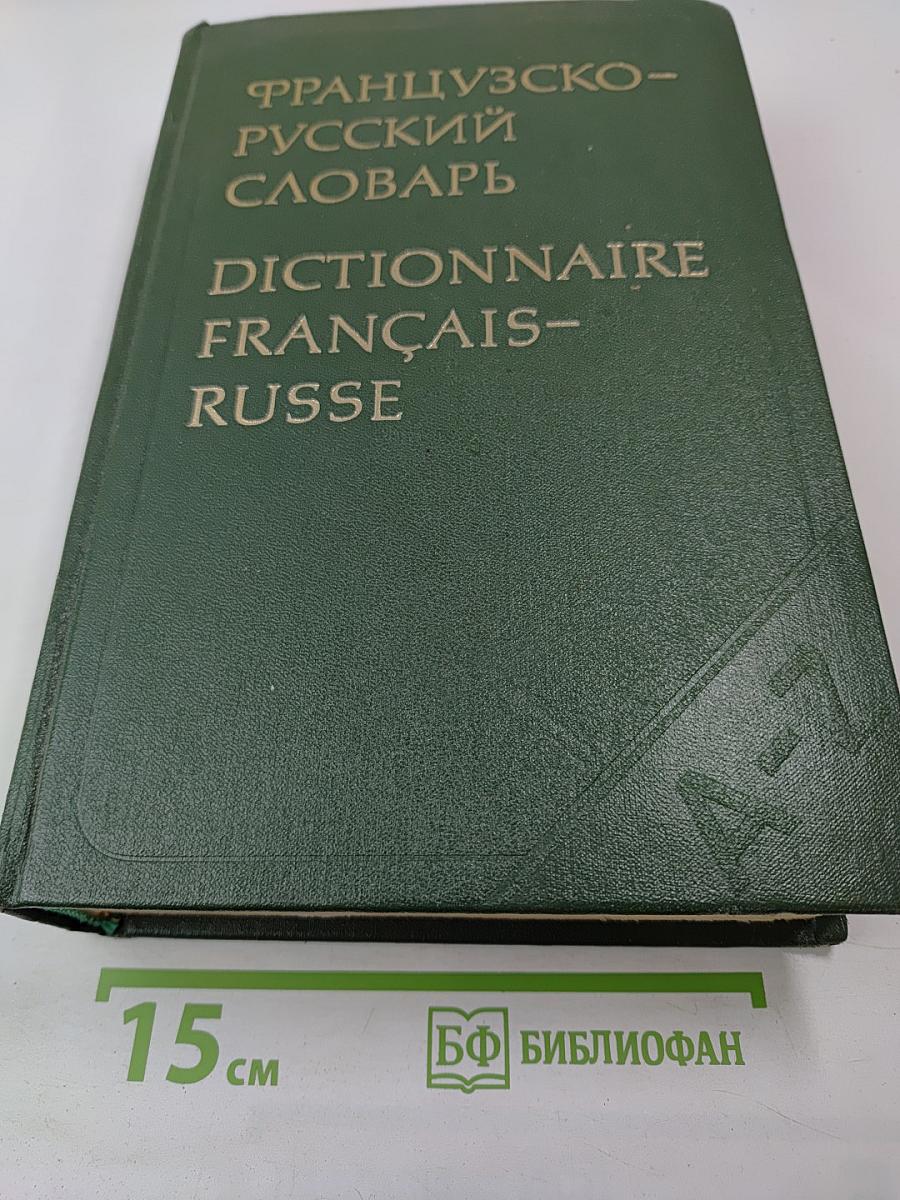 ФРАНЦУЗСКО–
РУССКИЙ
СЛОВАРЬ
DICTIONNAIRE
FRANÇAIS–
RUSSE
A-Z
15 см
БФ БИБЛИОФАН